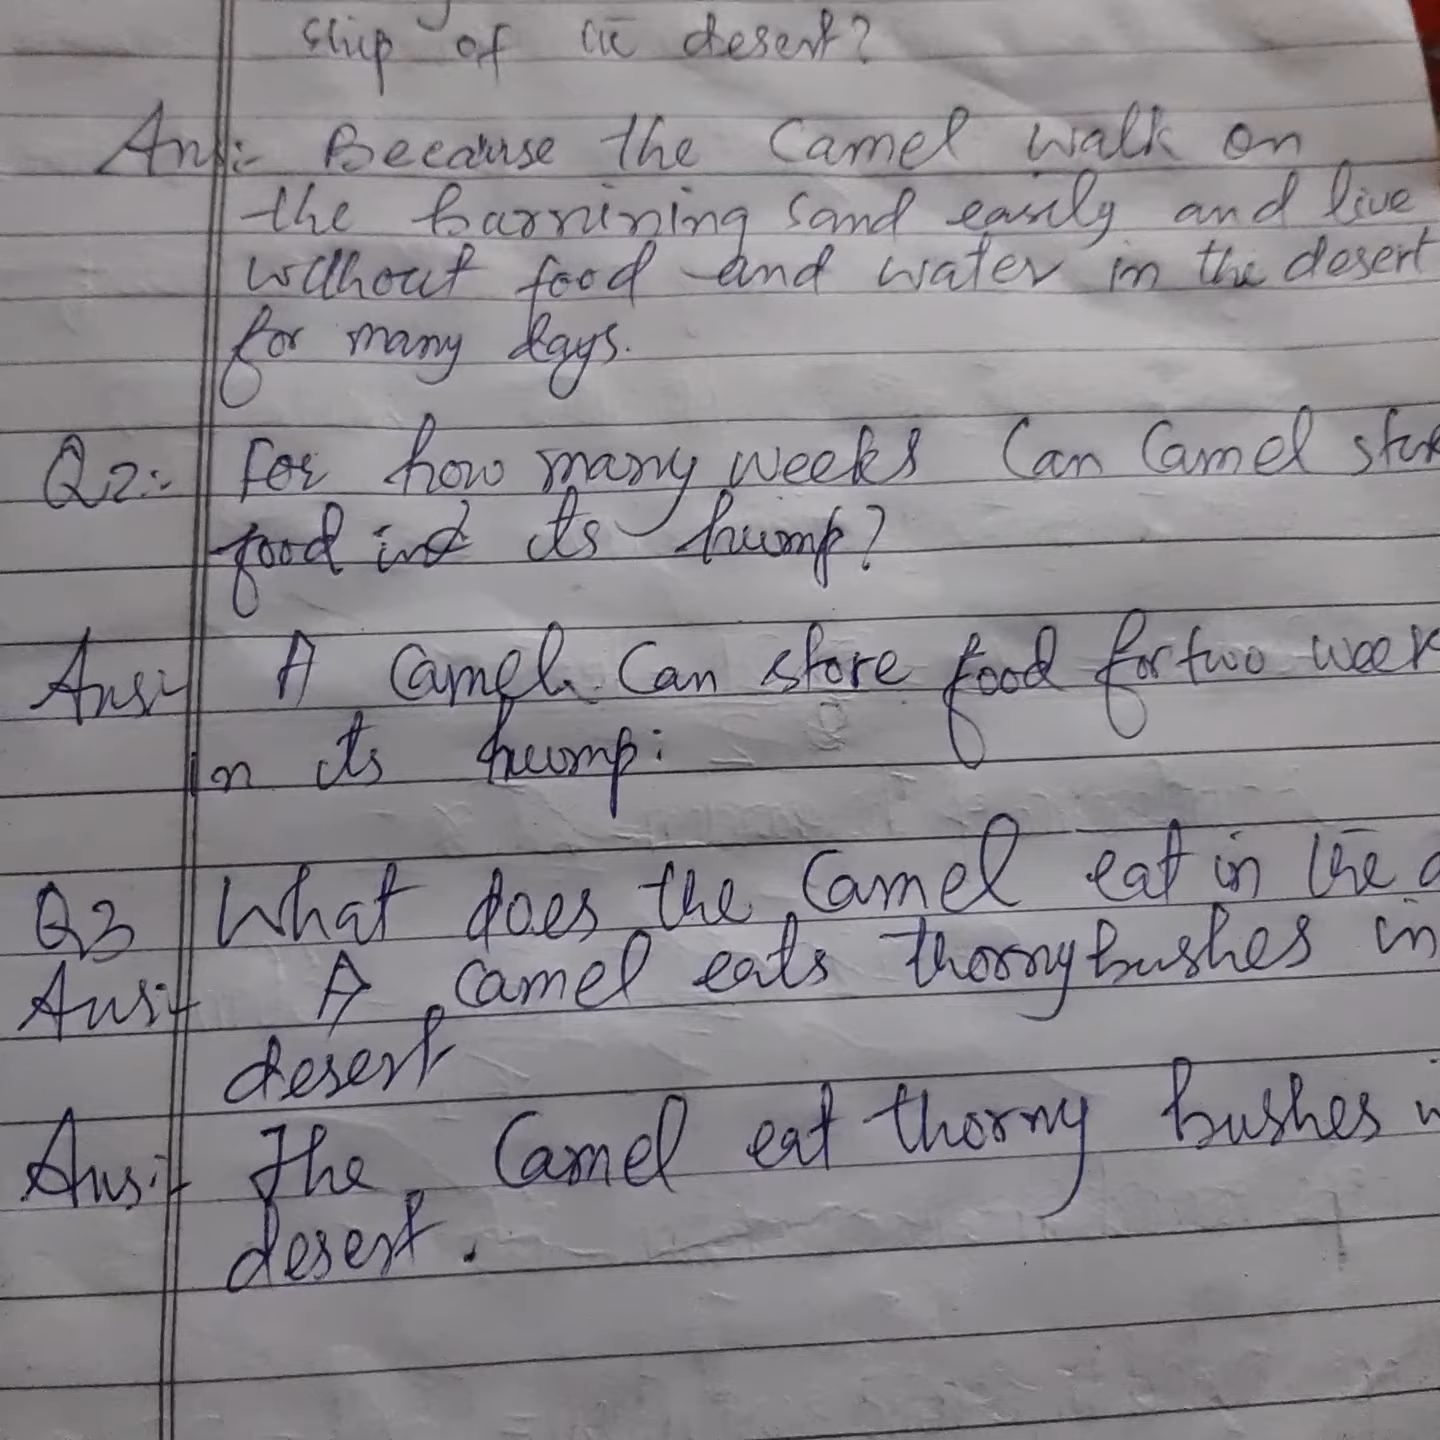 ship of the desert?
Ans:- Because the Camel walk on
the barnining sand easily and live
without food and water in the desert
for many days.
Q2:- For how many weeks Can Camel
food in its hump?
Ans:- A Camel Can store food for two week
in its hump:
Q3 What does the Camel eat in the
Ans:- A camel eats thorny bushes in
desert
Ans:- The Camel eat thorny bushes
desert.